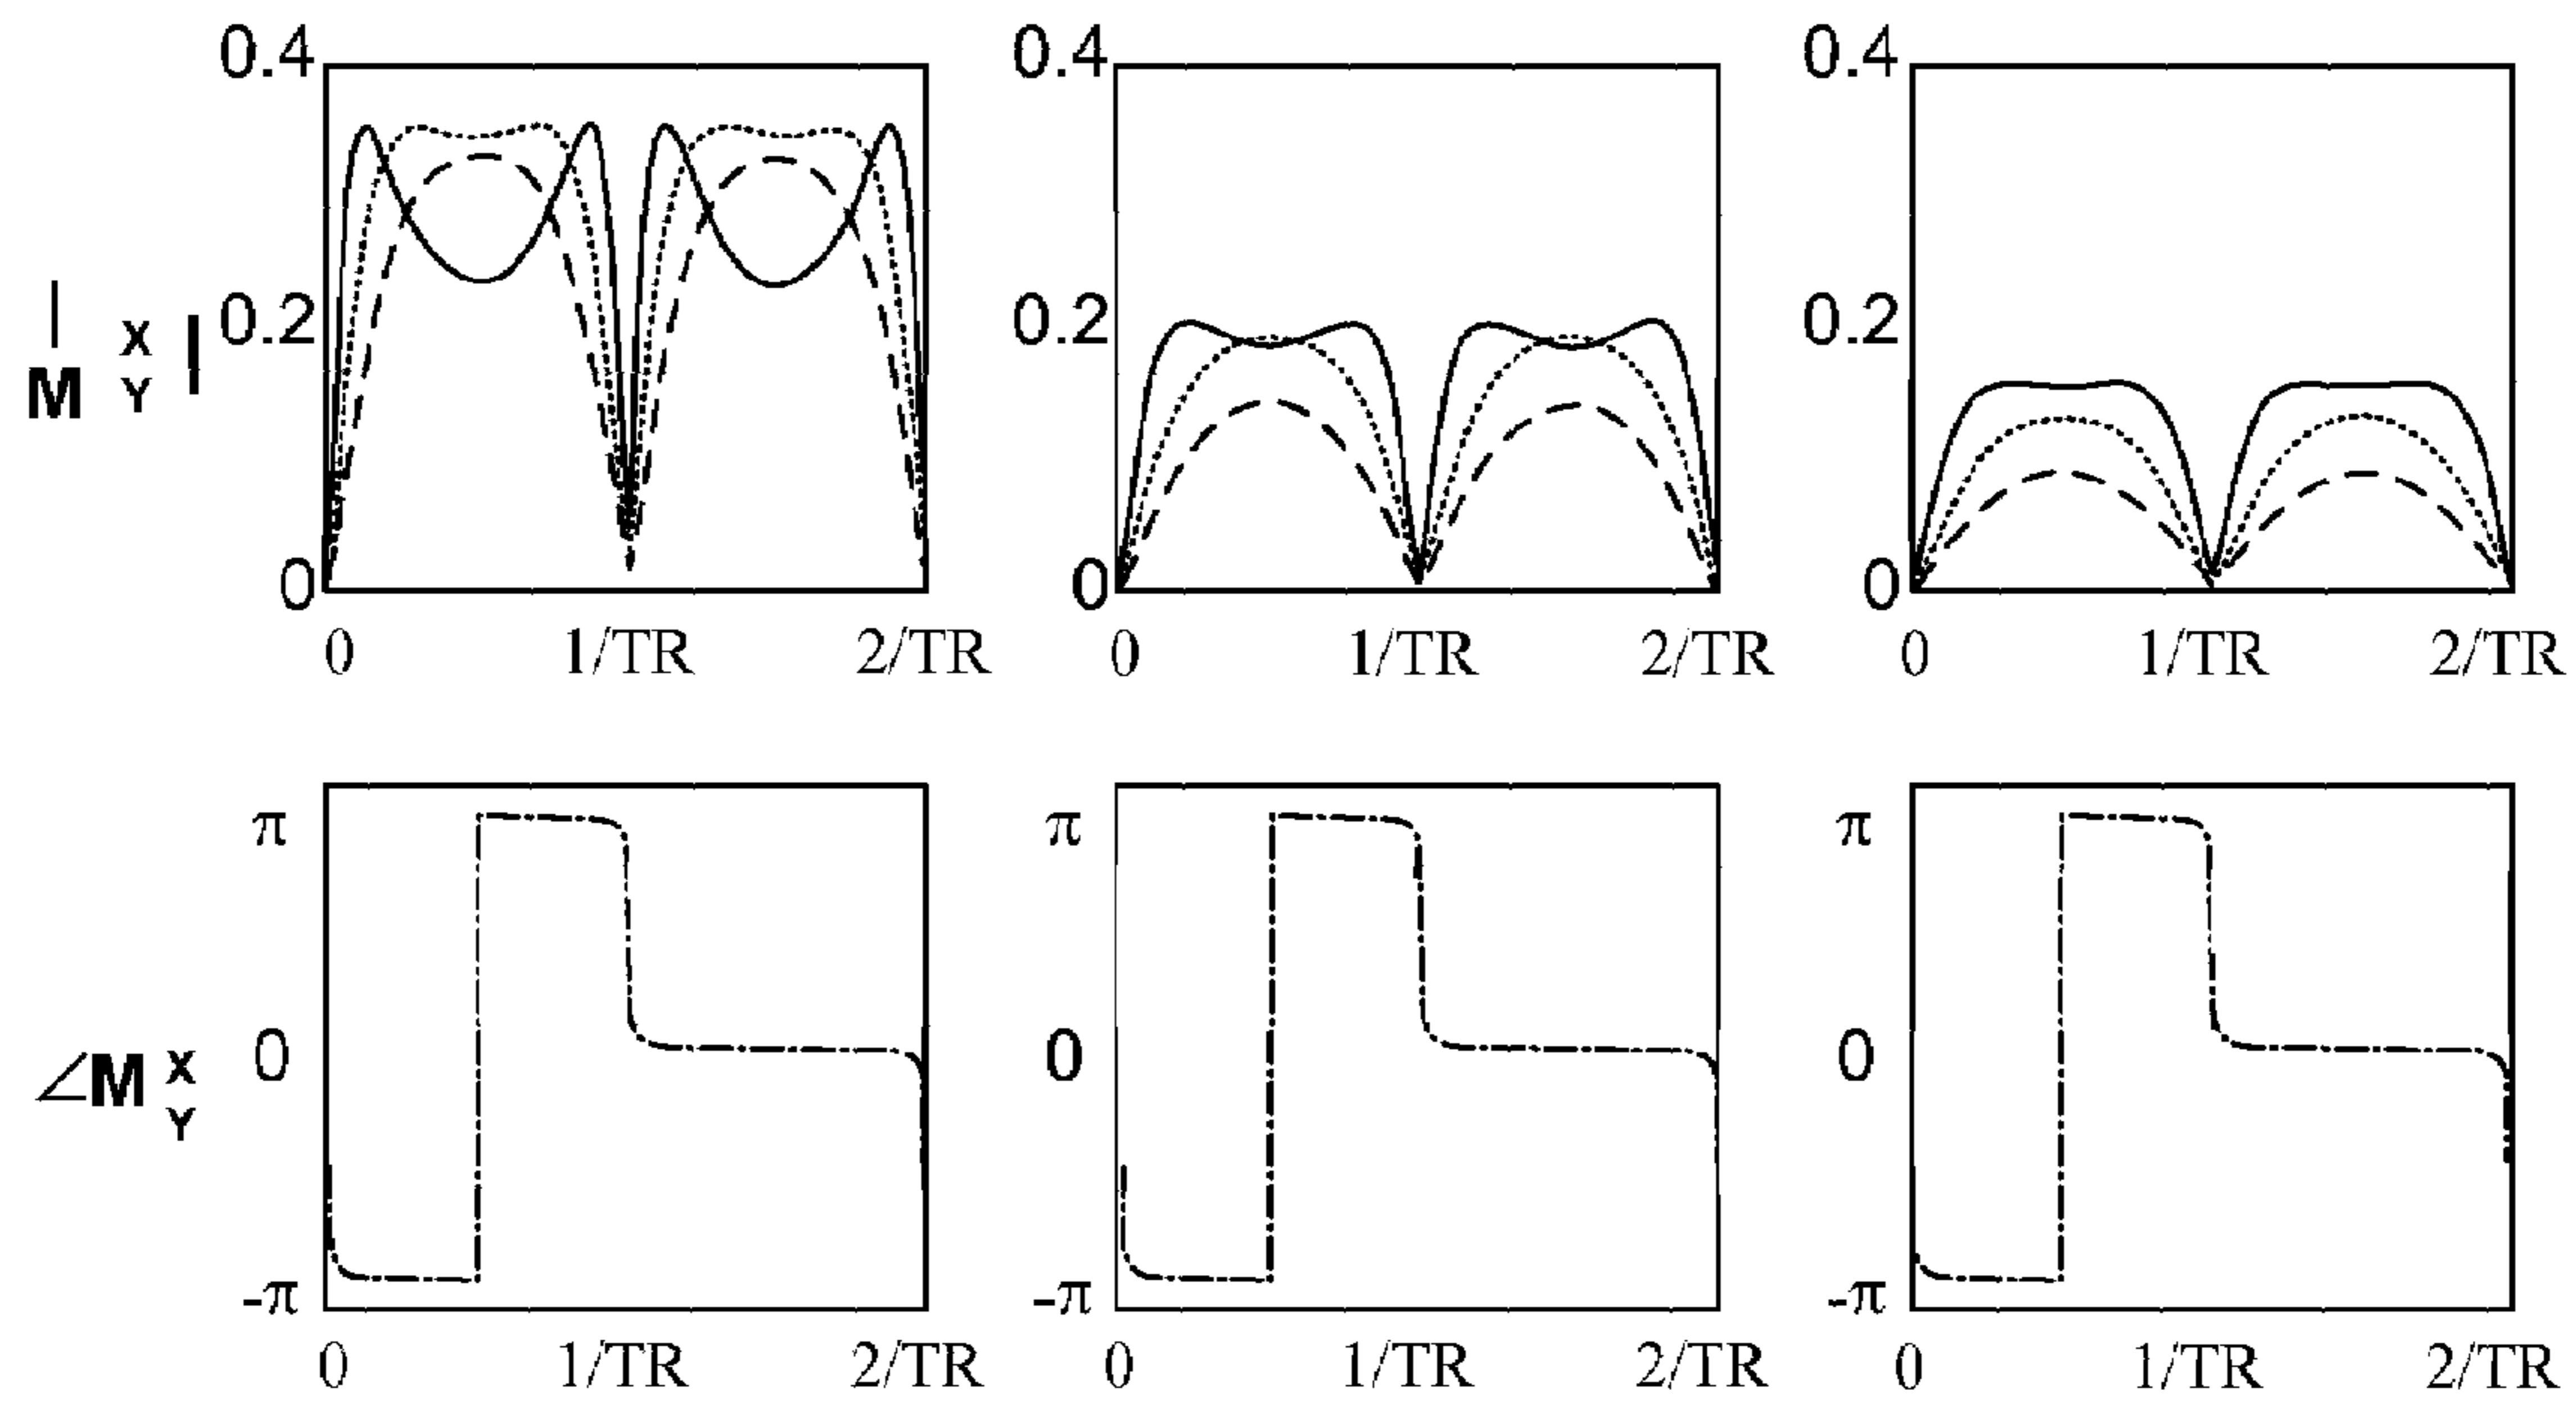 0.4 0.4 0.4
| M X Y | 0.2 0.2 0.2
0 0 0
0 1/TR 2/TR 0 1/TR 2/TR 0 1/TR 2/TR
π π π
∠M X Y 0 0 0
-π -π -π
0 1/TR 2/TR 0 1/TR 2/TR 0 1/TR 2/TR